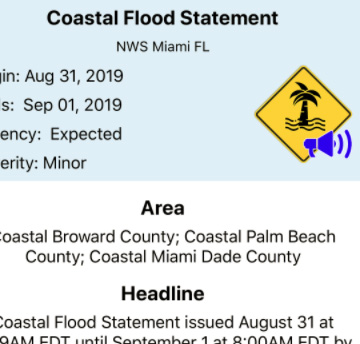 Coastal Flood Statement
NWS Miami FL
gin: Aug 31, 2019
s: Sep 01, 2019
ency: Expected
erity: Minor
Area
Coastal Broward County; Coastal Palm Beach
County; Coastal Miami Dade County
Headline
Coastal Flood Statement issued August 31 at
9AM EDT until September 1 at 8:00AM EDT by